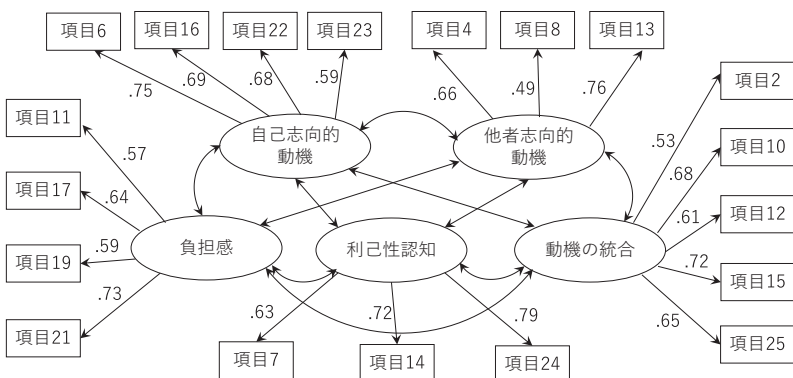 項目6
項目16
項目22
項目23
項目4
項目8
項目13
項目2
.75
.69
.68
.59
.66
.49
.76
項目11
自己志向的
動機
他者志向的
動機
.53
項目10
.57
.68
項目17
.64
.61
項目12
.59
負担感
利己性認知
動機の統合
項目19
.72
項目15
.73
.63
.72
.79
.65
項目21
項目7
項目14
項目24
項目25